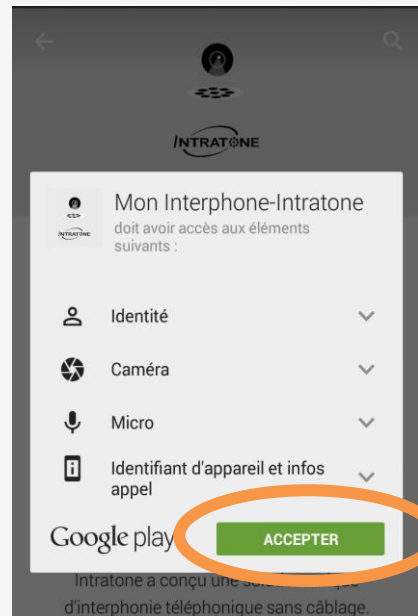 INTRATONE
INTRATONE
Mon Interphone-Intratone
doit avoir accès aux éléments
suivants :
Identité
Caméra
Micro
Identifiant d'appareil et infos
appel
Google play
ACCEPTER
Intratone a conçu une
d'interphonie téléphonique sans câblage.